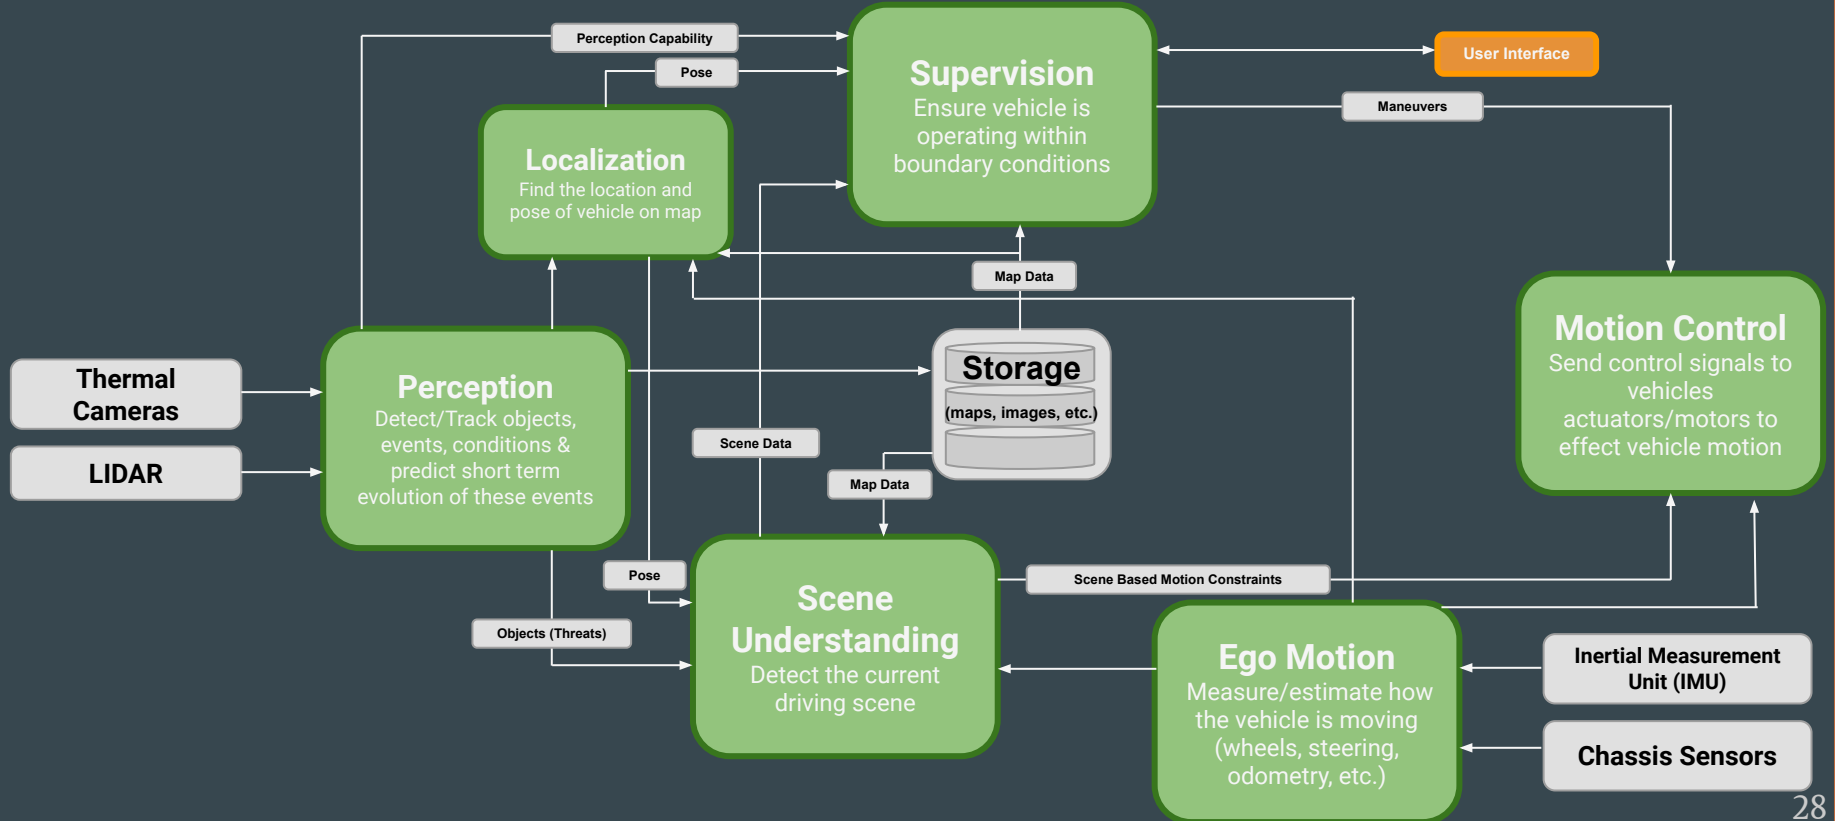 Perception Capability
Pose
Supervision
Ensure vehicle is
operating within
boundary conditions
User Interface
Maneuvers
Localization
Find the location and
pose of vehicle on map
Map Data
Motion Control
Send control signals to
vehicles
actuators/motors to
effect vehicle motion
Thermal
Cameras
LIDAR
Perception
Detect/Track objects,
events, conditions &
predict short term
evolution of these events
Storage
(maps, images, etc.)
Scene Data
Map Data
Pose
Objects (Threats)
Scene
Understanding
Detect the current
driving scene
Scene Based Motion Constraints
Ego Motion
Measure/estimate how
the vehicle is moving
(wheels, steering,
odometry, etc.)
Inertial Measurement
Unit (IMU)
Chassis Sensors
28